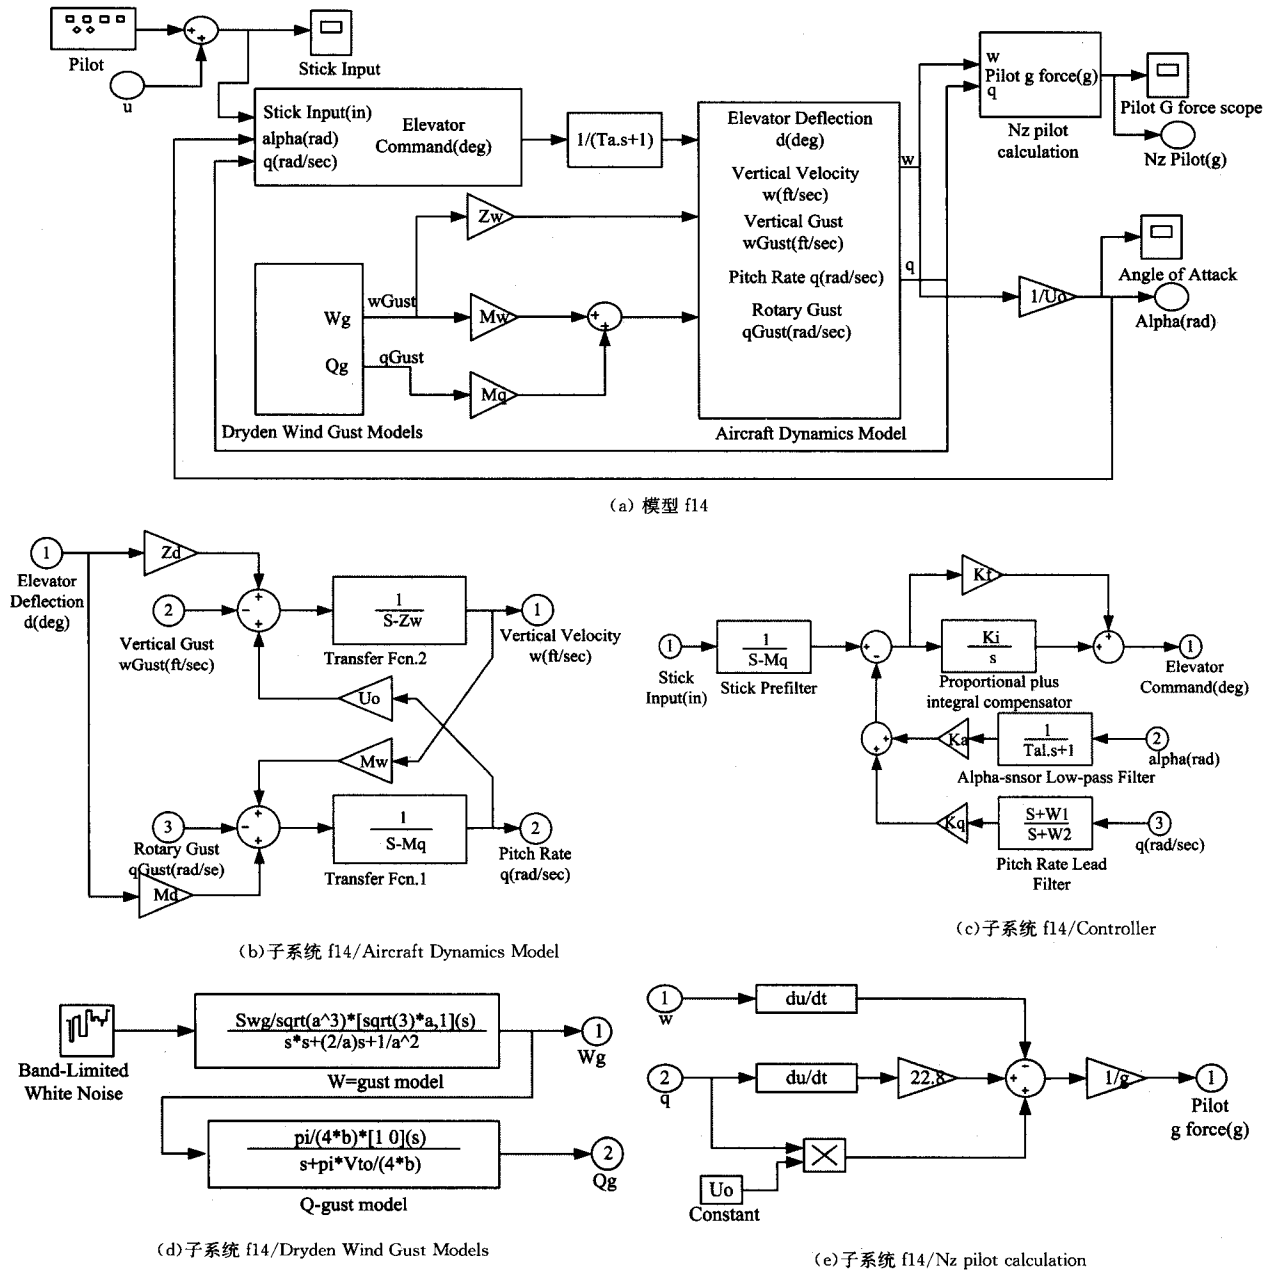 Pilot
u
Stick Input
Stick Input(in)
alpha(rad)
q(rad/sec)
Elevator
Command(deg)
1/(Ta.s+1)
Zw
Wg
Qg
wGust
qGust
Mw
Mq
Dryden Wind Gust Models
Elevator Deflection
d(deg)
Vertical Velocity
w(ft/sec)
Vertical Gust
wGust(ft/sec)
Pitch Rate q(rad/sec)
Rotary Gust
qGust(rad/sec)
Aircraft Dynamics Model
w
q
w
Pilot g force(g)
q
Nz pilot
calculation
Pilot G force scope
Nz Pilot(g)
1/Uo
Angle of Attack
Alpha(rad)
(a) 模型 f14
1
Elevator
Deflection
d(deg)
Zd
2
Vertical Gust
wGust(ft/sec)
1
S-Zw
Transfer Fcn.2
1
Vertical Velocity
w(ft/sec)
Uo
Mw
3
Rotary Gust
qGust(rad/se)
Md
1
S-Mq
Transfer Fcn.1
2
Pitch Rate
q(rad/sec)
(b)子系统 f14/Aircraft Dynamics Model
1
Stick
Input(in)
1
S-Mq
Stick Prefilter
Kf
Ki
s
Proportional plus
integral compensator
1
Elevator
Command(deg)
Ka
1
Tal.s+1
Alpha-snsor Low-pass Filter
2
alpha(rad)
Kq
S+W1
S+W2
Pitch Rate Lead
Filter
3
q(rad/sec)
(c)子系统 f14/Controller
Band-Limited
White Noise
Swg/sqrt(a^3)*[sqrt(3)*a,1](s)
s*s+(2/a)s+1/a^2
W=gust model
1
Wg
pi/(4*b)*[1 0](s)
s+pi*Vto/(4*b)
Q-gust model
2
Qg
(d)子系统 f14/Dryden Wind Gust Models
1
w
du/dt
2
q
du/dt
22.8
Uo
Constant
1/g
1
Pilot
g force(g)
(e)子系统 f14/Nz pilot calculation